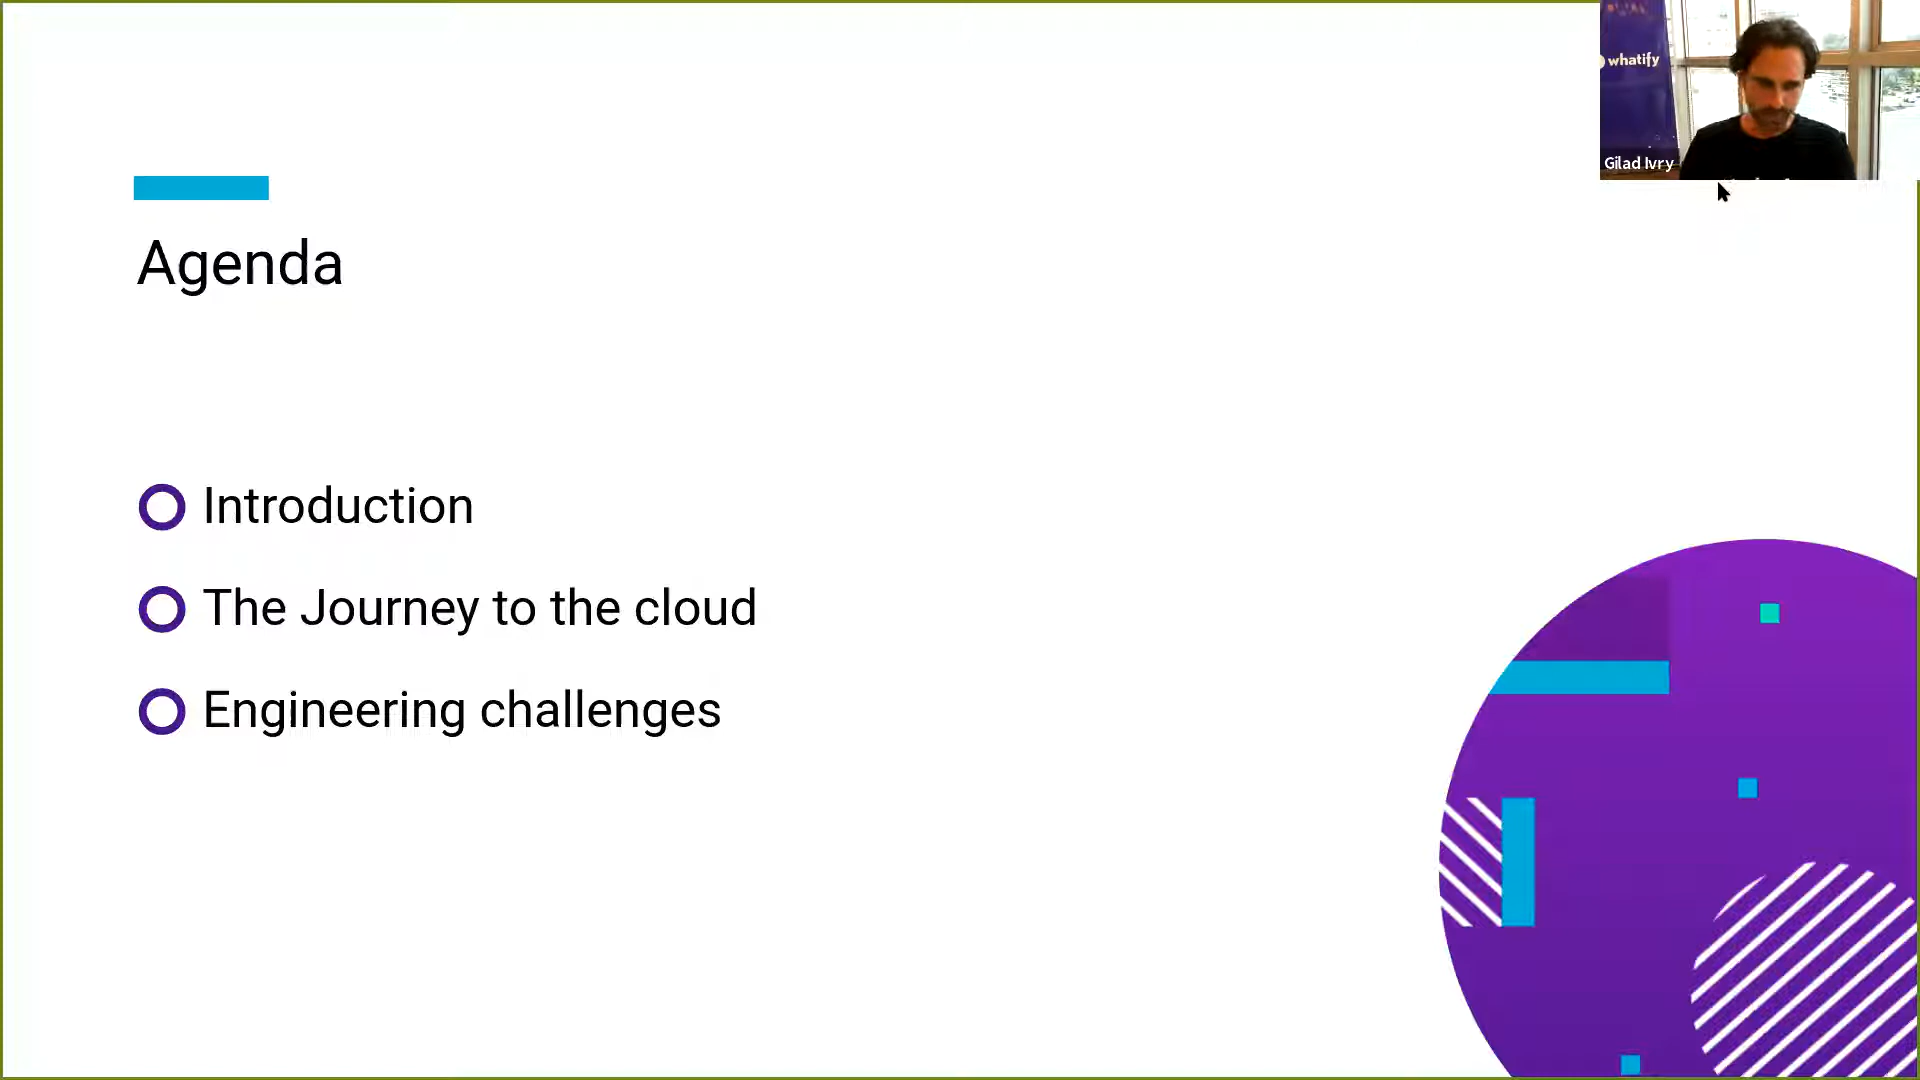 whatify
Gilad Ivry
Agenda
Introduction
The Journey to the cloud
Engineering challenges